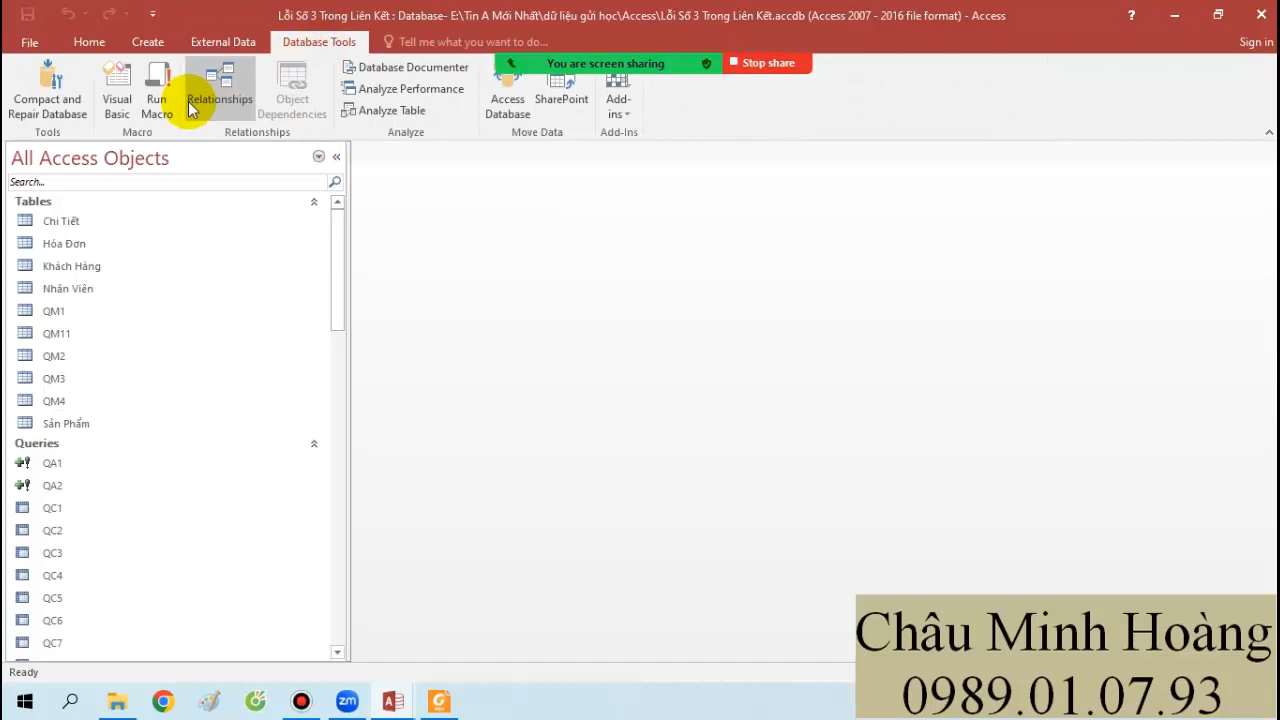 Lỗi Số 3 Trong Liên Kết : Database- E:\Tin A Mới Nhất\dữ liệu gửi học\Access\Lỗi Số 3 Trong Liên Kết.accdb (Access 2007 - 2016 file format) - Access
?
File Home Create External Data Database Tools Tell me what you want to do... Sign in
You are screen sharing Stop share
Compact and Repair Database
Visual Basic
Run Macro
Relationships
Object Dependencies
Database Documenter
Analyze Performance
Analyze Table
Access Database
SharePoint
Add-ins
Tools Macro Relationships Analyze Move Data Add-Ins
All Access Objects
Search...
Tables
Chi Tiết
Hóa Đơn
Khách Hàng
Nhân Viện
QM1
QM11
QM2
QM3
QM4
Sản Phẩm
Queries
QA1
QA2
QC1
QC2
QC3
QC4
QC5
QC6
QC7
Ready
zm
Châu Minh Hoàng
0989.01.07.93